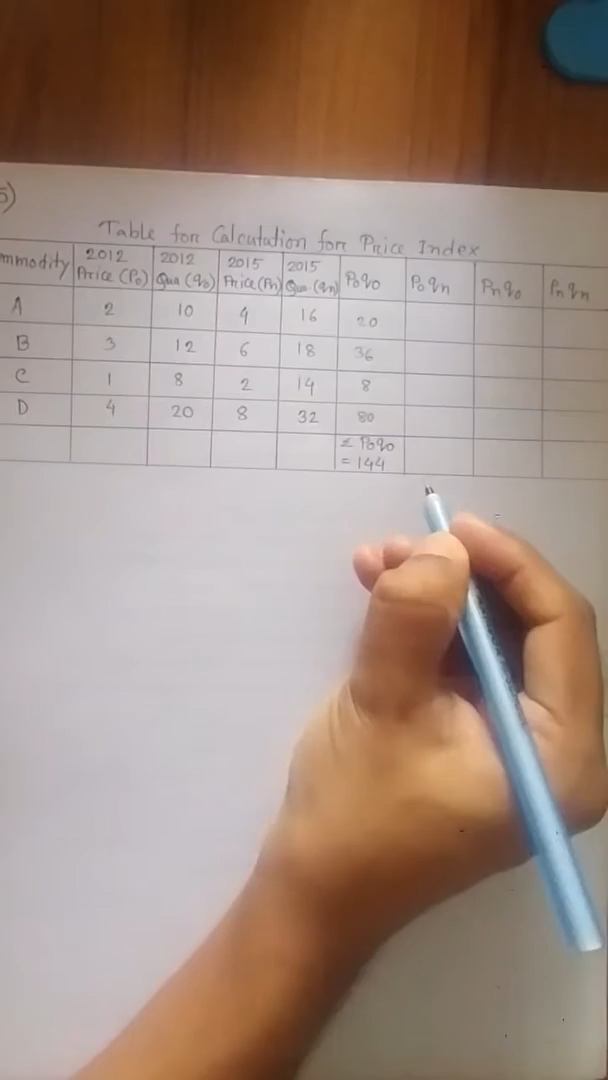 5)
Table for Calculation for Price Index
mmodity 2012 Price (P₀) 2012 Qua (q₀) 2015 Price (Pn) 2015 Qua. (qn) P₀q₀ P₀qn Pnq₀ Pnqn
A 2 10 4 16 20
B 3 12 6 18 36
C 1 8 2 14 8
D 4 20 8 32 80
Σ P₀q₀
= 144